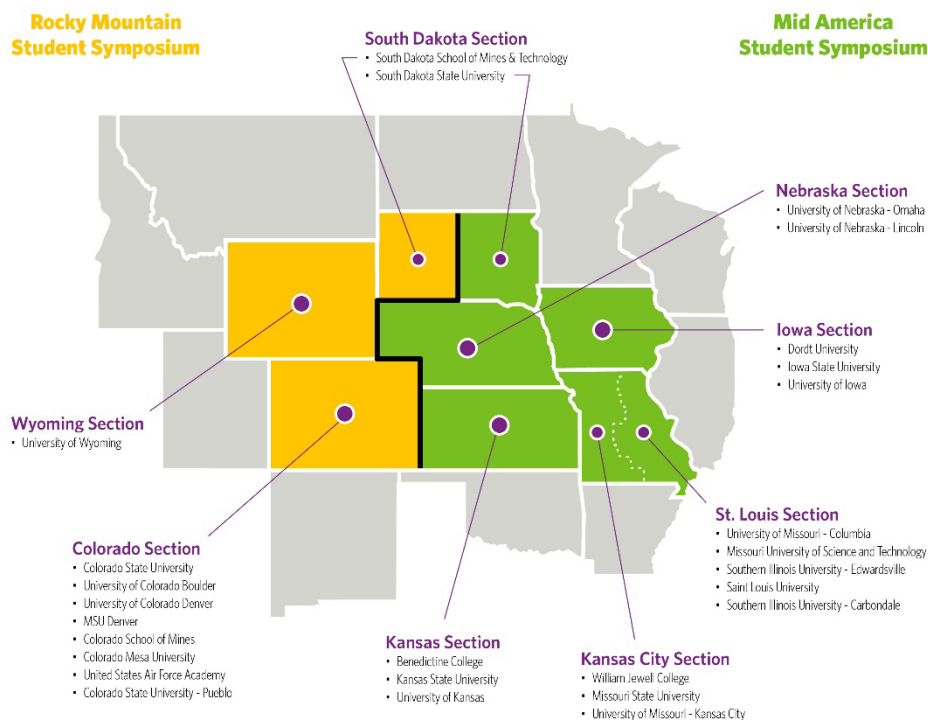 Rocky Mountain
Student Symposium
Mid America
Student Symposium
South Dakota Section
• South Dakota School of Mines & Technology
• South Dakota State University
Nebraska Section
• University of Nebraska - Omaha
• University of Nebraska - Lincoln
Iowa Section
• Dordt University
• Iowa State University
• University of Iowa
Wyoming Section
• University of Wyoming
St. Louis Section
• University of Missouri - Columbia
• Missouri University of Science and Technology
• Southern Illinois University - Edwardsville
• Saint Louis University
• Southern Illinois University - Carbondale
Colorado Section
• Colorado State University
• University of Colorado Boulder
• University of Colorado Denver
• MSU Denver
• Colorado School of Mines
• Colorado Mesa University
• United States Air Force Academy
• Colorado State University - Pueblo
Kansas Section
• Benedictine College
• Kansas State University
• University of Kansas
Kansas City Section
• William Jewell College
• Missouri State University
• University of Missouri - Kansas City